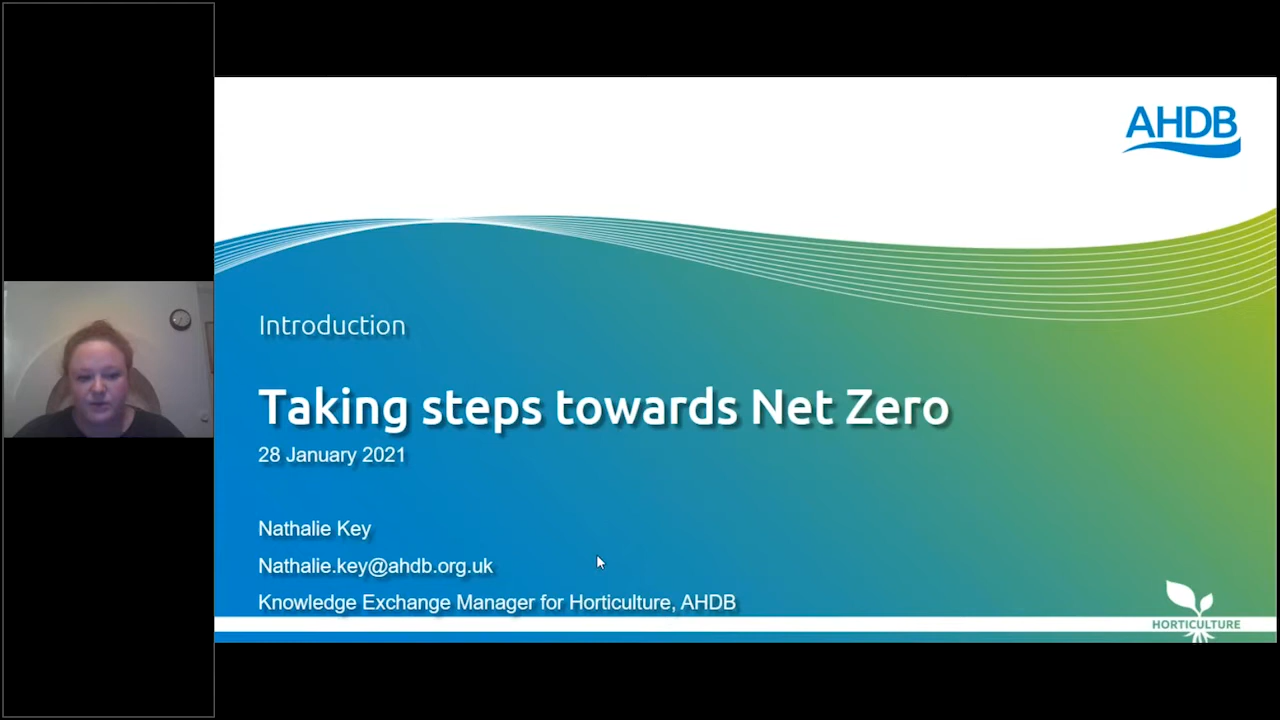 AHDB
Introduction
Taking steps towards Net Zero
28 January 2021
Nathalie Key
Nathalie.key@ahdb.org.uk
Knowledge Exchange Manager for Horticulture, AHDB
HORTICULTURE